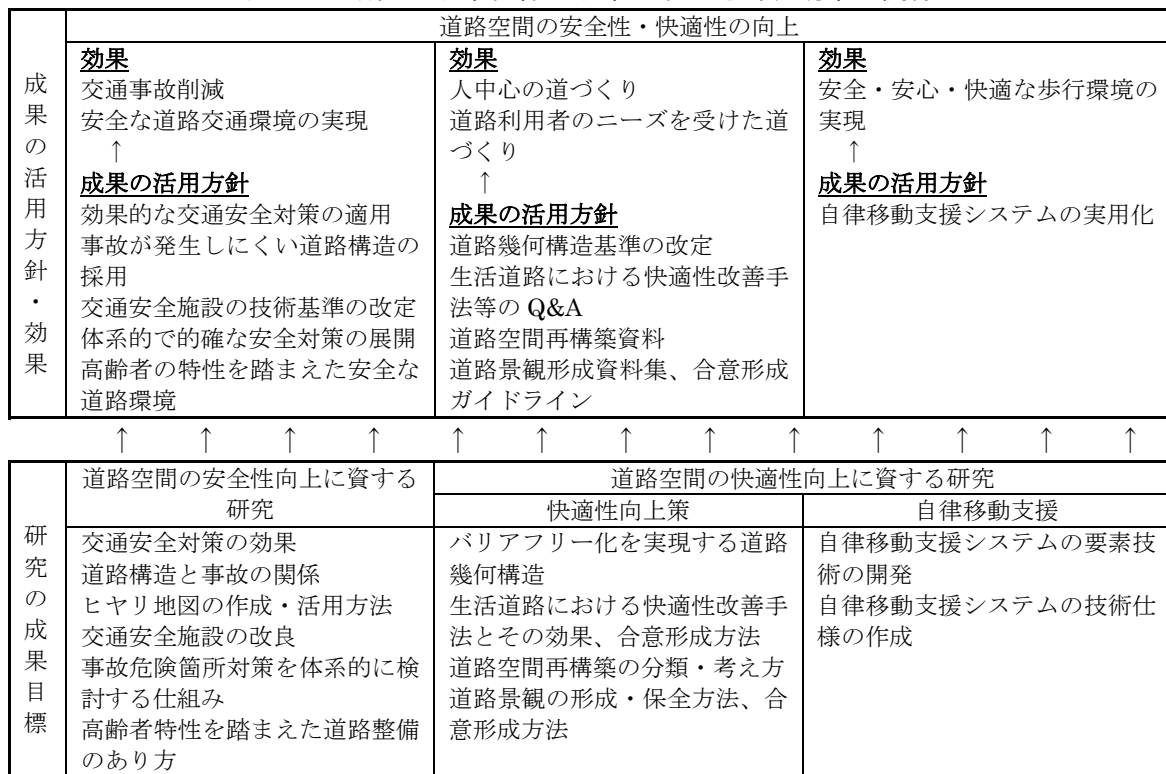 道路空間の安全性・快適性の向上
成果の活用方針・効果
効果
交通事故削減
安全な道路交通環境の実現
↑
成果の活用方針
効果的な交通安全対策の適用
事故が発生しにくい道路構造の
採用
交通安全施設の技術基準の改定
体系的で的確な安全対策の展開
高齢者の特性を踏まえた安全な
道路環境
効果
人中心の道づくり
道路利用者のニーズを受けた道
づくり
↑
成果の活用方針
道路幾何構造基準の改定
生活道路における快適性改善手
法等の Q&A
道路空間再構築資料
道路景観形成資料集、合意形成
ガイドライン
効果
安全・安心・快適な歩行環境の
実現
↑
成果の活用方針
自律移動支援システムの実用化
↑ ↑ ↑ ↑ ↑ ↑ ↑ ↑ ↑ ↑ ↑ ↑ ↑
研究の成果目標
道路空間の安全性向上に資する
研究
交通安全対策の効果
道路構造と事故の関係
ヒヤリ地図の作成・活用方法
交通安全施設の改良
事故危険箇所対策を体系的に検
討する仕組み
高齢者特性を踏まえた道路整備
のあり方
道路空間の快適性向上に資する研究
快適性向上策
バリアフリー化を実現する道路
幾何構造
生活道路における快適性改善手
法とその効果、合意形成方法
道路空間再構築の分類・考え方
道路景観の形成・保全方法、合
意形成方法
自律移動支援
自律移動支援システムの要素技
術の開発
自律移動支援システムの技術仕
様の作成